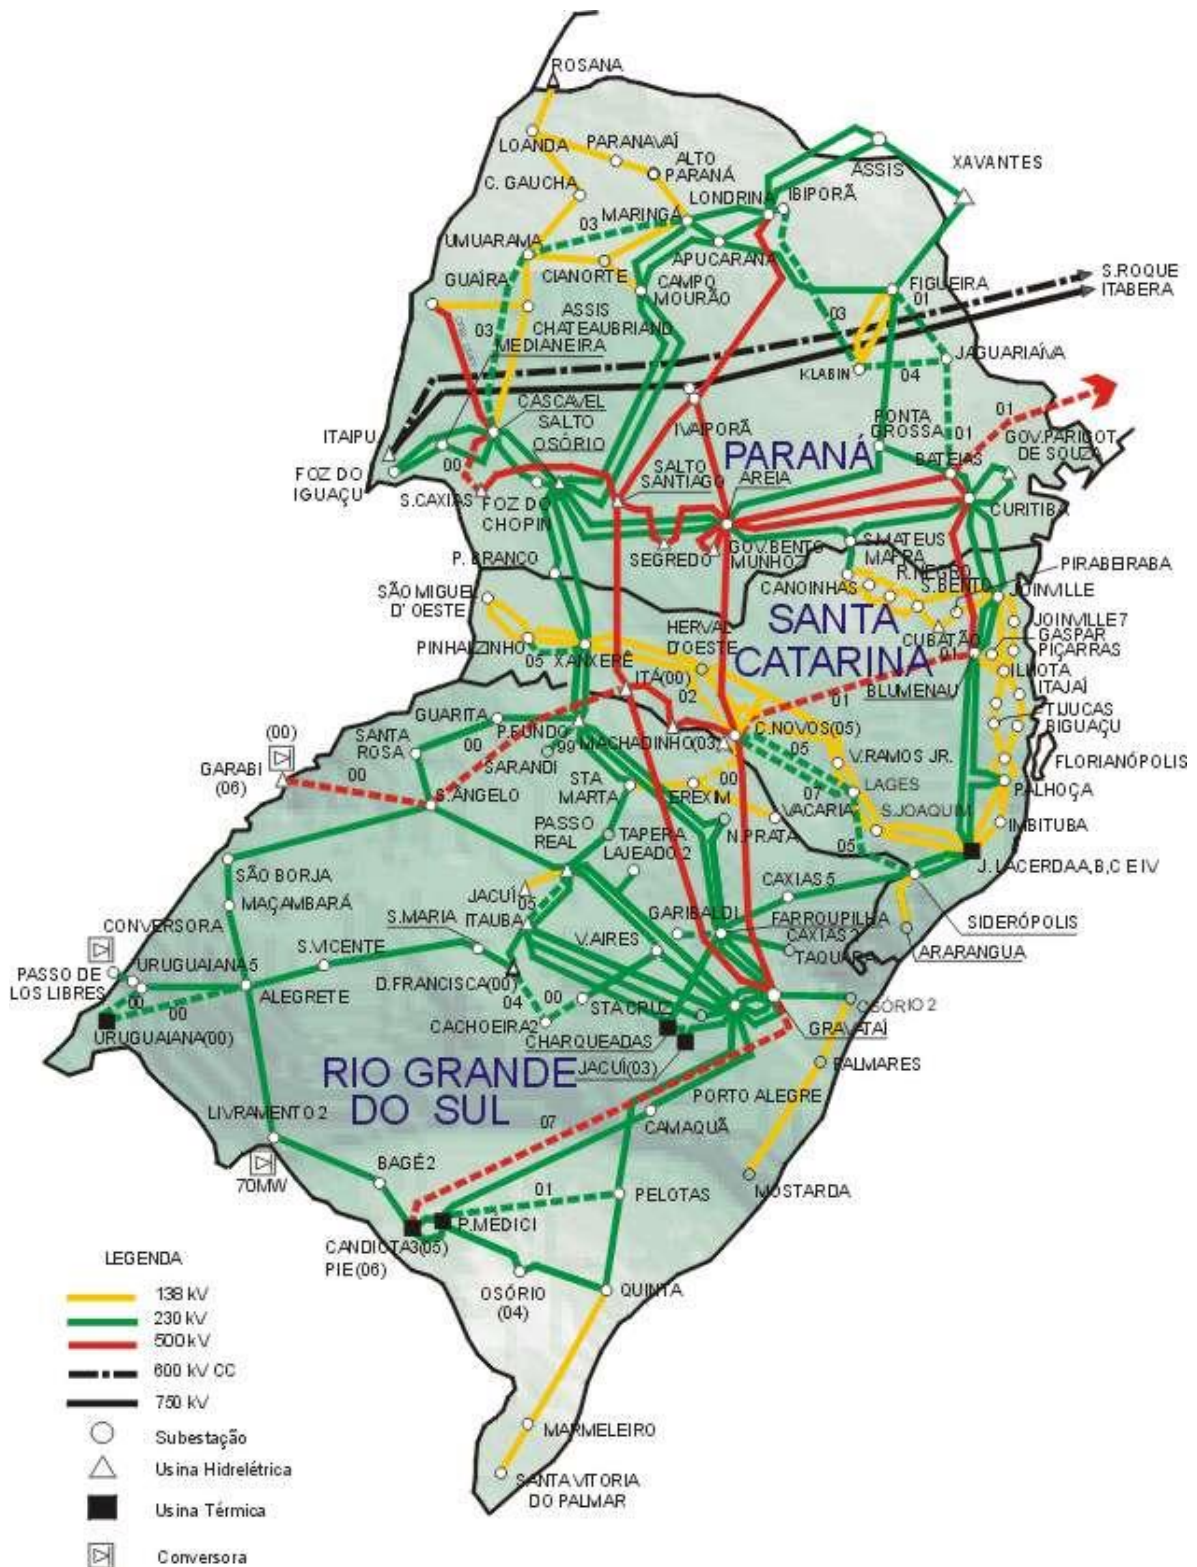 ROSANA
LOANDA
PARANAVAÍ
ALTO
PARANÁ
C. GAUCHA
LONDRINA
IBIPORÃ
ASSIS
XAVANTES
MARINGÁ
03
UMUARAMA
APUCARANA
CIANORTE
GUAÍRA
CAMPO
MOURÃO
FIGUEIRA
01
S.ROQUE
ITABERA
03
ASSIS
CHATEAUBRIAND
MEDIANEIRA
03
JAGUARIAÍVA
KLABIN
04
CASCAVEL
SALTO
OSÓRIO
IVAIPORÃ
PONTA
GROSSA
01
ITAIPU
00
FOZ DO
IGUAÇU
S.CAXIAS
FOZ DO
CHOPIN
SALTO
SANTIAGO
PARANÁ
AREIA
BATEIAS
01
GOV.PARIGOT
DE SOUZA
CURITIBA
P. BRANCO
SEGREDO
GOV.BENTO
MUNHOZ
S.MATEUS
MAFRA
R.NEGRO
CANOINHAS
S.BENTO
PIRABEIRABA
JOINVILLE
SÃO MIGUEL
D' OESTE
PINHALZINHO
05
XANXERÊ
HERVAL
D'OESTE
SANTA
CATARINA
CUBATÃO
01
JOINVILLE7
GASPAR
PIÇARRAS
ILHOTA
BLUMENAU
ITAJAÍ
ITÁ(00)
02
01
TIJUCAS
BIGUAÇU
GUARITA
P.FUNDO
C.NOVOS(05)
(00)
SANTA
ROSA
00
99
MACHADINHO(03)
05
V.RAMOS JR.
FLORIANÓPOLIS
GARABI
(06)
00
SARANDI
STA
MARTA
00
EREXIM
07
LAGES
PALHOÇA
S.ANGELO
VACARIA
S.JOAQUIM
IMBITUBA
PASSO
REAL
TAPERA
N.PRATA
05
LAJEADO 2
J. LACERDA A,B,C E IV
SÃO BORJA
JACUÍ
CAXIAS 5
MAÇAMBARÁ
05
ITAUBA
GARIBALDI
FARROUPILHA
SIDERÓPOLIS
CONVERSORA
S.MARIA
CAXIAS 2
S.VICENTE
V.AIRES
TAQUARA
ARARANGUA
PASSO DE
LOS LIBRES
URUGUAIANA 5
00
00
ALEGRETE
D.FRANCISCA(00)
04
00
STA CRUZ
OSÓRIO 2
URUGUAIANA(00)
CACHOEIRA2
CHARQUEADAS
GRAVATAÍ
JACUÍ(03)
PALMARES
RIO GRANDE
DO SUL
PORTO ALEGRE
LIVRAMENTO 2
07
CAMAQUÃ
70MW
BAGÉ 2
01
PELOTAS
MOSTARDA
P.MÉDICI
CANDIOTA3(05)
PIE(06)
LEGENDA
OSÓRIO
(04)
QUINTA
138 kV
230 kV
500 kV
600 kV CC
750 kV
Subestação
MARMELEIRO
Usina Hidrelétrica
SANTA VITORIA
DO PALMAR
Usina Térmica
Conversora